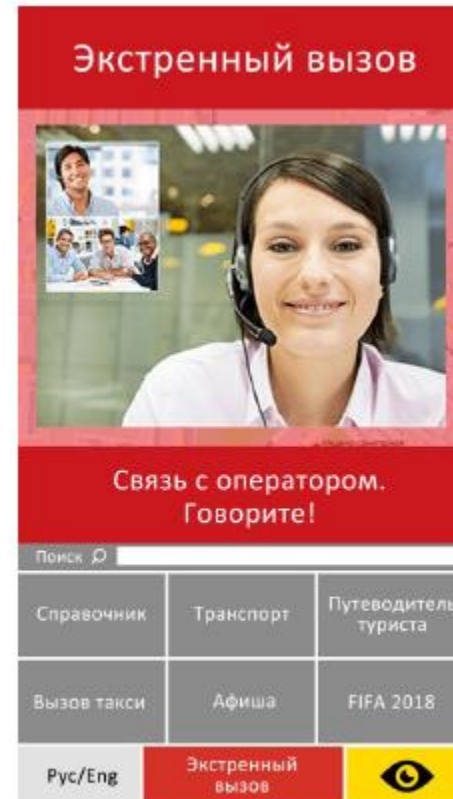 Экстренный вызов
Связь с оператором.
Говорите!
Поиск
Справочник
Транспорт
Путеводитель
туриста
Вызов такси
Афиша
FIFA 2018
Рус/Eng
Экстренный
вызов